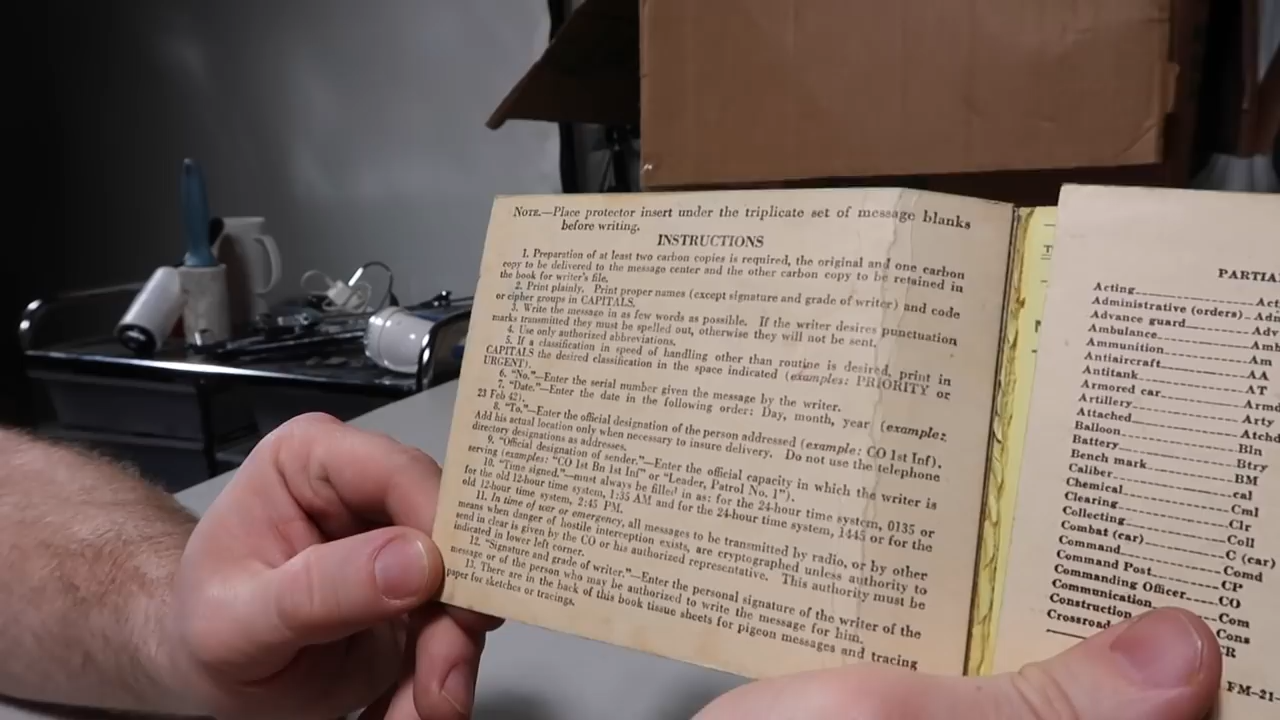 NOTE.—Place protector insert under the triplicate set of message blanks
before writing.
INSTRUCTIONS
1. Preparation of at least two carbon copies is required, the original and one carbon
copy to be delivered to the message center and the other carbon copy to be retained in
the book for writer's file.
2. Print plainly. Print proper names (except signature and grade of writer) and code
or cipher groups in CAPITALS.
3. Write the message in as few words as possible. If the writer desires punctuation
marks transmitted they must be spelled out, otherwise they will not be sent.
4. Use only authorized abbreviations.
5. If a classification in speed of handling other than routine is desired, print in
CAPITALS the desired classification in the space indicated (examples: PRIORITY or
URGENT).
6. "No."—Enter the serial number given the message by the writer.
7. "Date."—Enter the date in the following order: Day, month, year (example:
23 Feb 42).
8. "To."—Enter the official designation of the person addressed (example: CO 1st Inf).
Add his actual location only when necessary to insure delivery. Do not use the telephone
directory designations as addresses.
9. "Official designation of sender."—Enter the official capacity in which the writer is
serving (examples: "CO 1st Bn 1st Inf" or "Leader, Patrol No. 1").
10. "Time signed."—must always be filled in as: for the 24-hour time system, 0135 or
for the old 12-hour time system, 1:35 AM and for the 24-hour time system, 1445 or for the
old 12-hour time system, 2:45 PM.
11. In time of war or emergency, all messages to be transmitted by radio, or by other
means when danger of hostile interception exists, are cryptographed unless authority to
send in clear is given by the CO or his authorized representative. This authority must be
indicated in lower left corner.
12. "Signature and grade of writer."—Enter the personal signature of the writer of the
message or of the person who may be authorized to write the message for him.
13. There are in the back of this book tissue sheets for pigeon messages and tracing
paper for sketches or tracings.
PARTIA
Acting Act
Administrative (orders) Adm
Advance guard Adv
Ambulance Amb
Ammunition Am
Antiaircraft AA
Antitank AT
Armored car Armd
Artillery Arty
Attached Atchd
Balloon Bln
Battery Btry
Bench mark BM
Caliber cal
Chemical Cml
Clearing Clr
Collecting Coll
Combat (car) C (car)
Command Comd
Command Post CP
Commanding Officer CO
Communication Com
Construction Cons
Crossroad CR
FM-21-